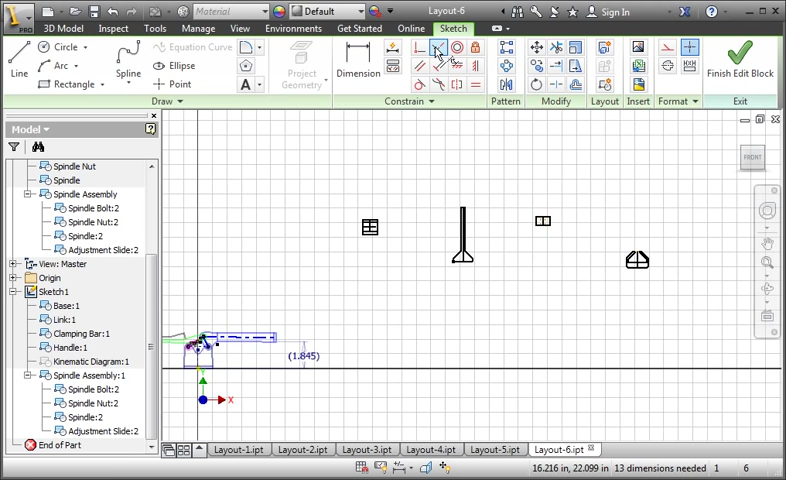 Material
Default
Layout-6
Sign In
PRO
3D Model
Inspect
Tools
Manage
View
Environments
Get Started
Online
Sketch
Line
Circle
Arc
Rectangle
Spline
Equation Curve
Ellipse
Point
Project
Geometry
Dimension
Finish Edit Block
Draw
Constrain
Pattern
Modify
Layout
Insert
Format
Exit
Model
Spindle Nut
Spindle
Spindle Assembly
Spindle Bolt:2
Spindle Nut:2
Spindle:2
Adjustment Slide:2
View: Master
Origin
Sketch1
Base:1
Link:1
Clamping Bar:1
Handle:1
Kinematic Diagram:1
Spindle Assembly:1
Spindle Bolt:2
Spindle Nut:2
Spindle:2
Adjustment Slide:2
End of Part
FRONT
(1.845)
Y
X
Layout-1.ipt
Layout-2.ipt
Layout-3.ipt
Layout-4.ipt
Layout-5.ipt
Layout-6.ipt
16.216 in, 22.099 in 13 dimensions needed 1 6